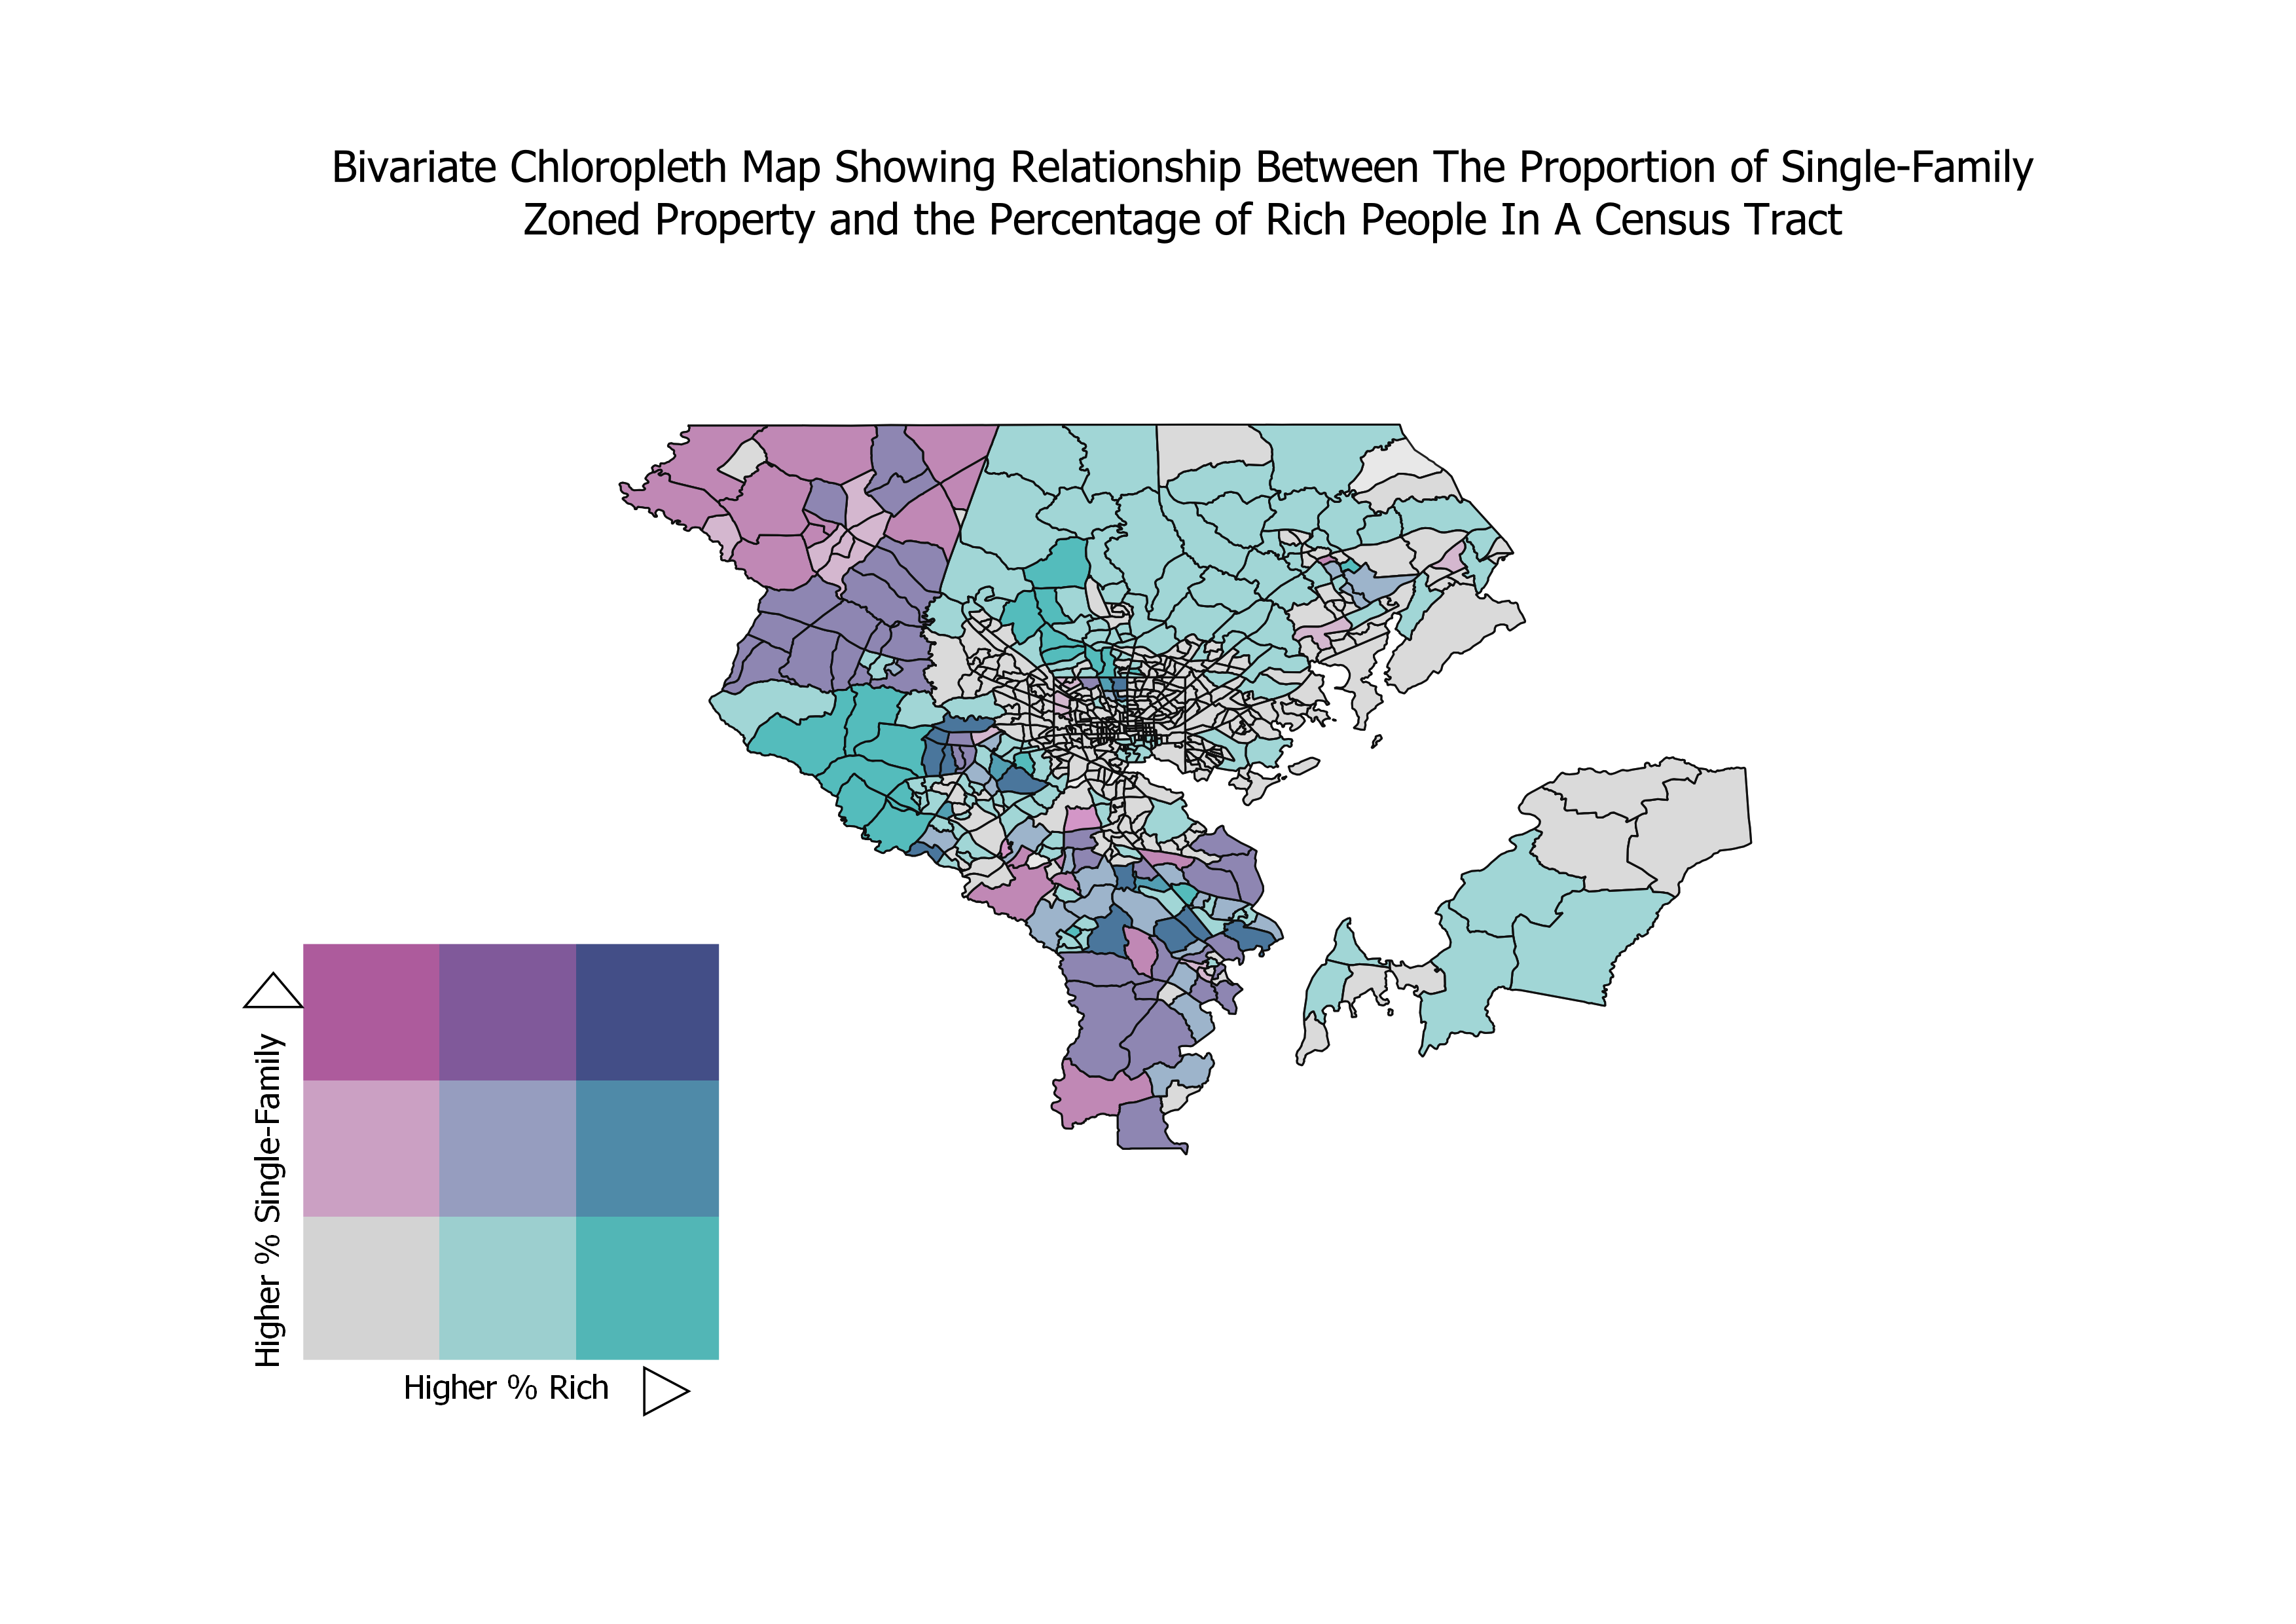 Bivariate Chloropleth Map Showing Relationship Between The Proportion of Single-Family
Zoned Property and the Percentage of Rich People In A Census Tract
Higher % Single-Family
Higher % Rich